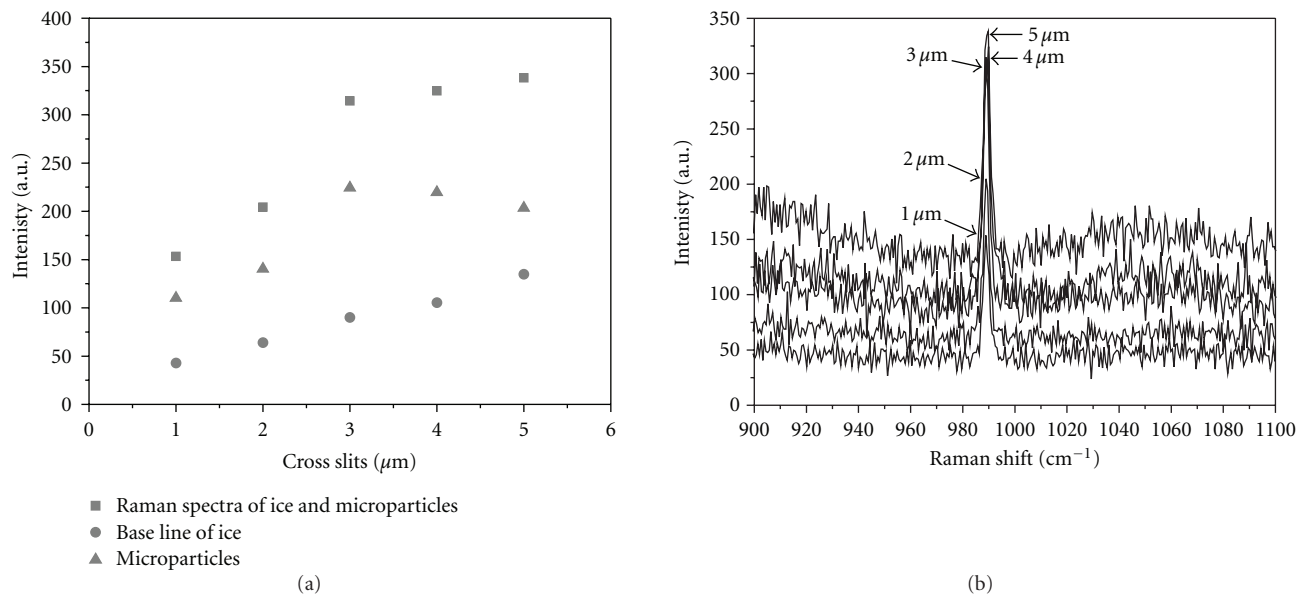 400
350
300
250
200
150
100
50
0
Intenisty (a.u.)
0 1 2 3 4 5 6
Cross slits (µm)
■ Raman spectra of ice and microparticles
● Base line of ice
▲ Microparticles
(a)
350
300
250
200
150
100
50
0
Intenisty (a.u.)
5 µm
3 µm
4 µm
2 µm
1 µm
900 920 940 960 980 1000 1020 1040 1060 1080 1100
Raman shift (cm⁻¹)
(b)